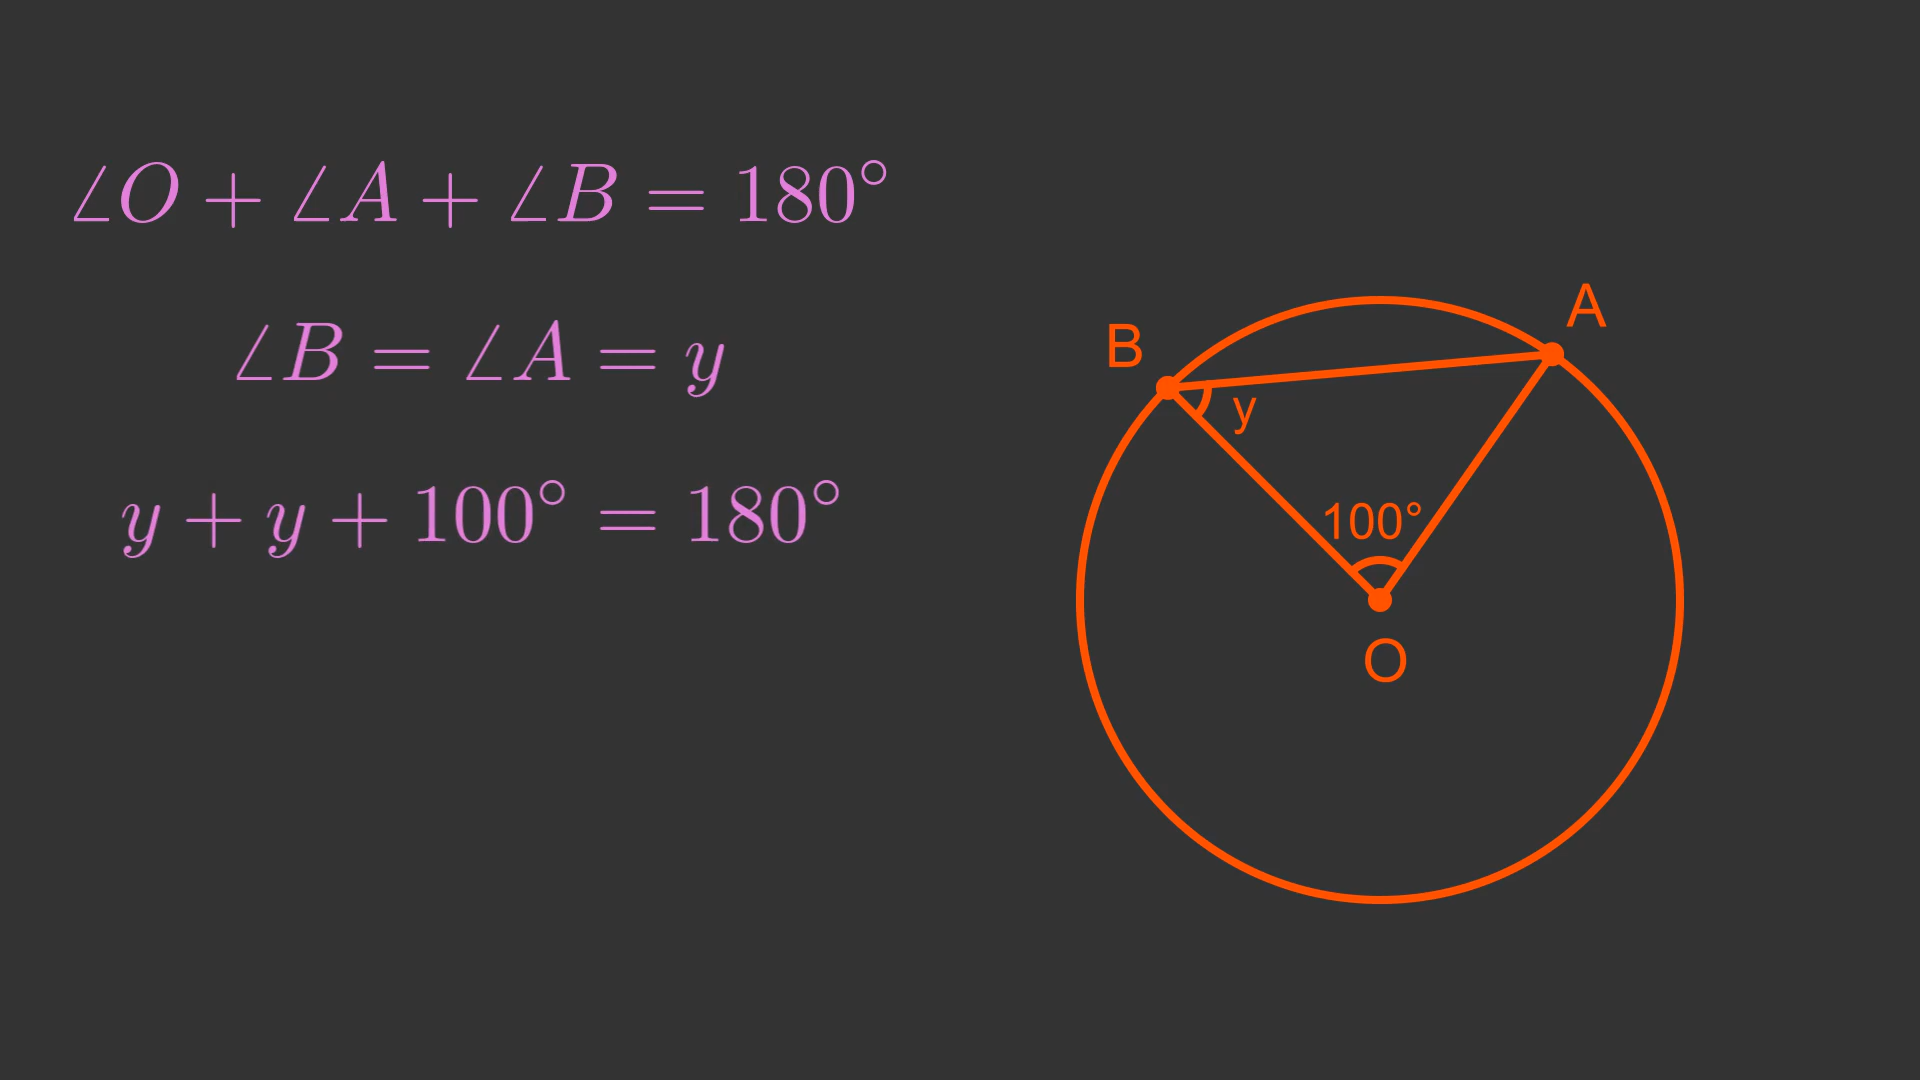 ∠O + ∠A + ∠B = 180°
∠B = ∠A = y
y + y + 100° = 180°
A
B
y
100°
O